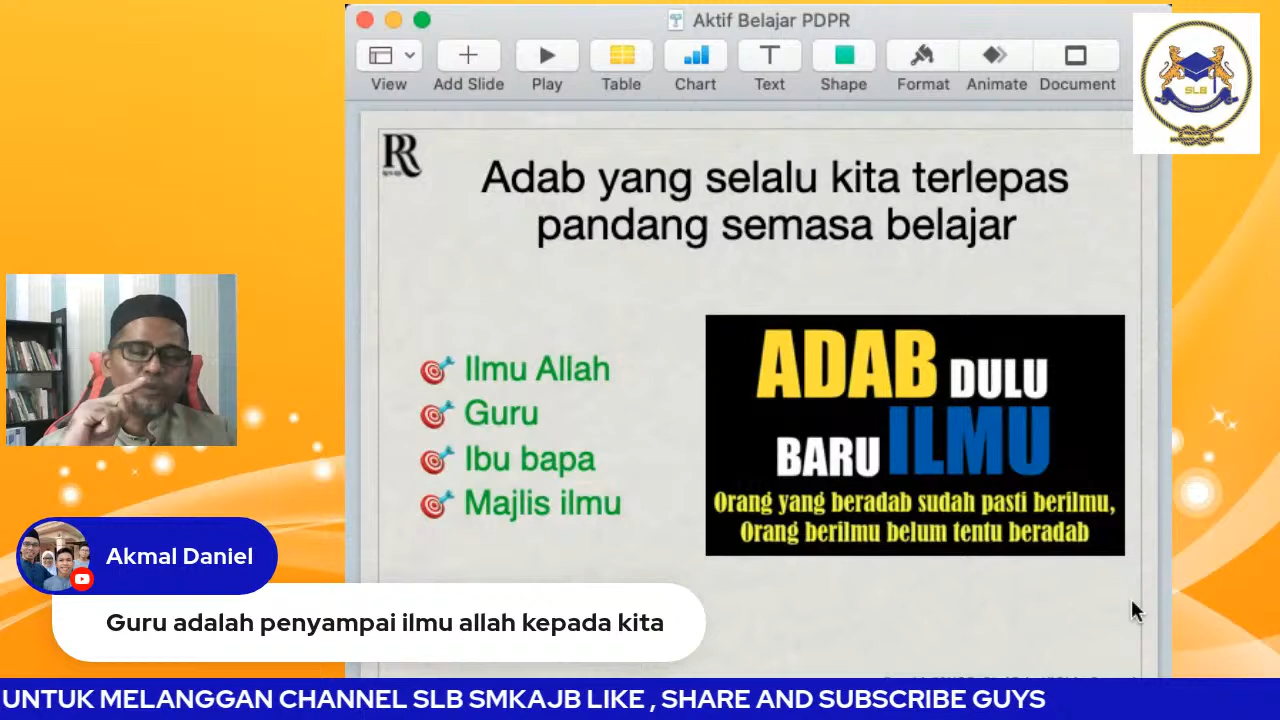 Aktif Belajar PDPR
View
Add Slide
Play
Table
Chart
Text
Shape
Format
Animate
Document
SLB
RR
Adab yang selalu kita terlepas
pandang semasa belajar
Ilmu Allah
Guru
Ibu bapa
Majlis ilmu
ADAB DULU
BARU ILMU
Orang yang beradab sudah pasti berilmu,
Orang berilmu belum tentu beradab
Akmal Daniel
Guru adalah penyampai ilmu allah kepada kita
UNTUK MELANGGAN CHANNEL SLB SMKAJB LIKE , SHARE AND SUBSCRIBE GUYS